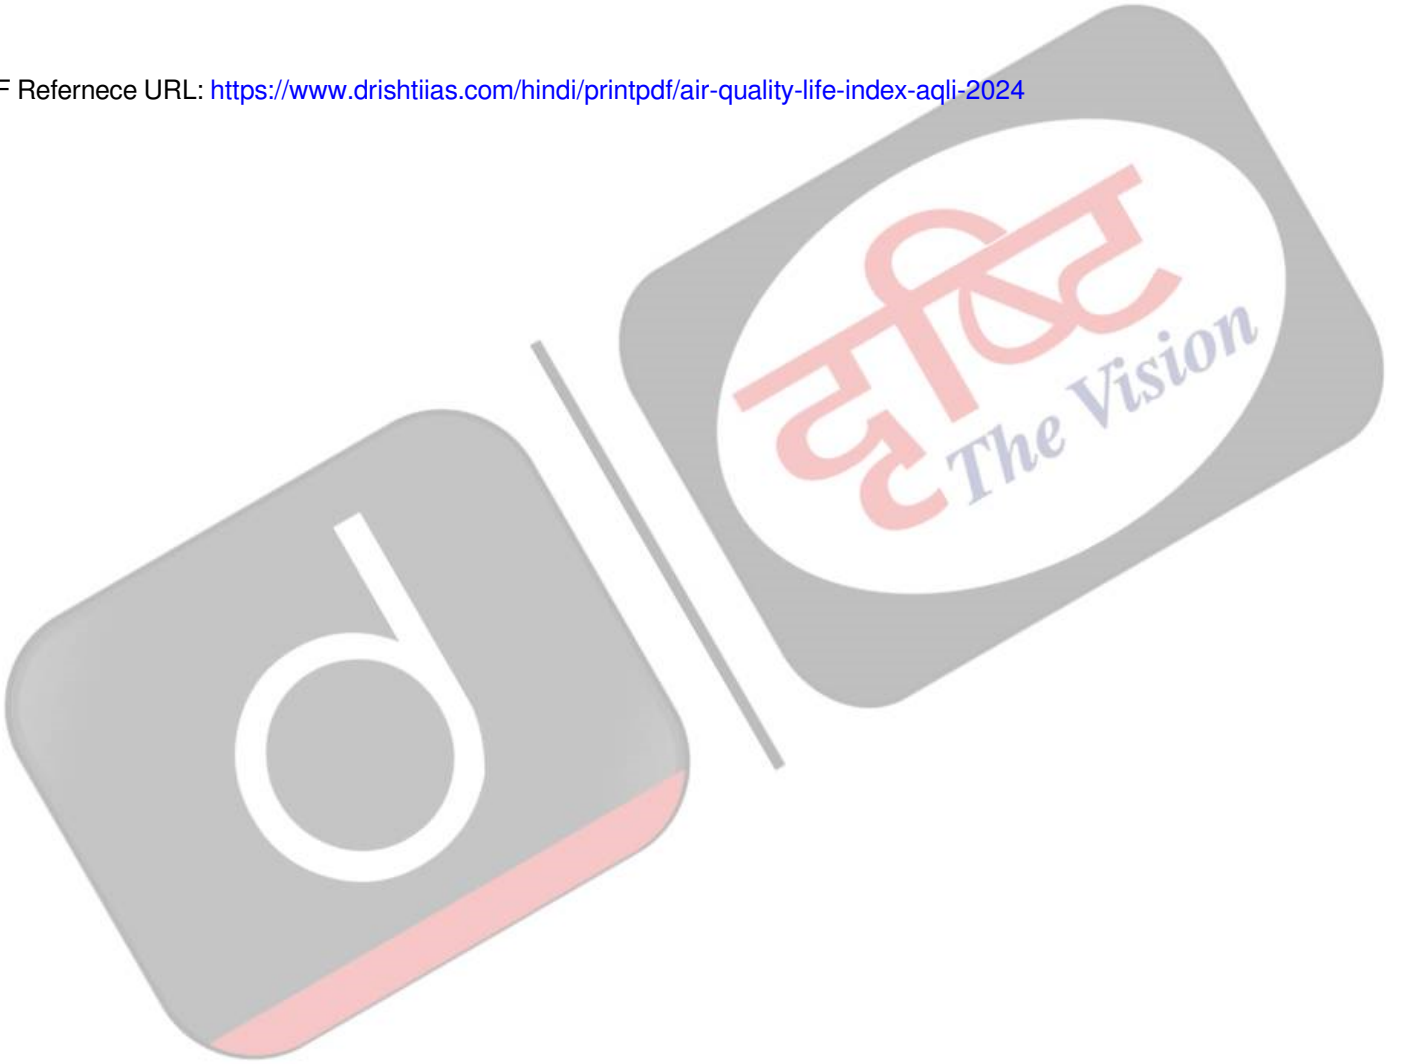 F Refernece URL: https://www.drishtiias.com/hindi/printpdf/air-quality-life-index-aqli-2024
दृष्टि
The Vision
d